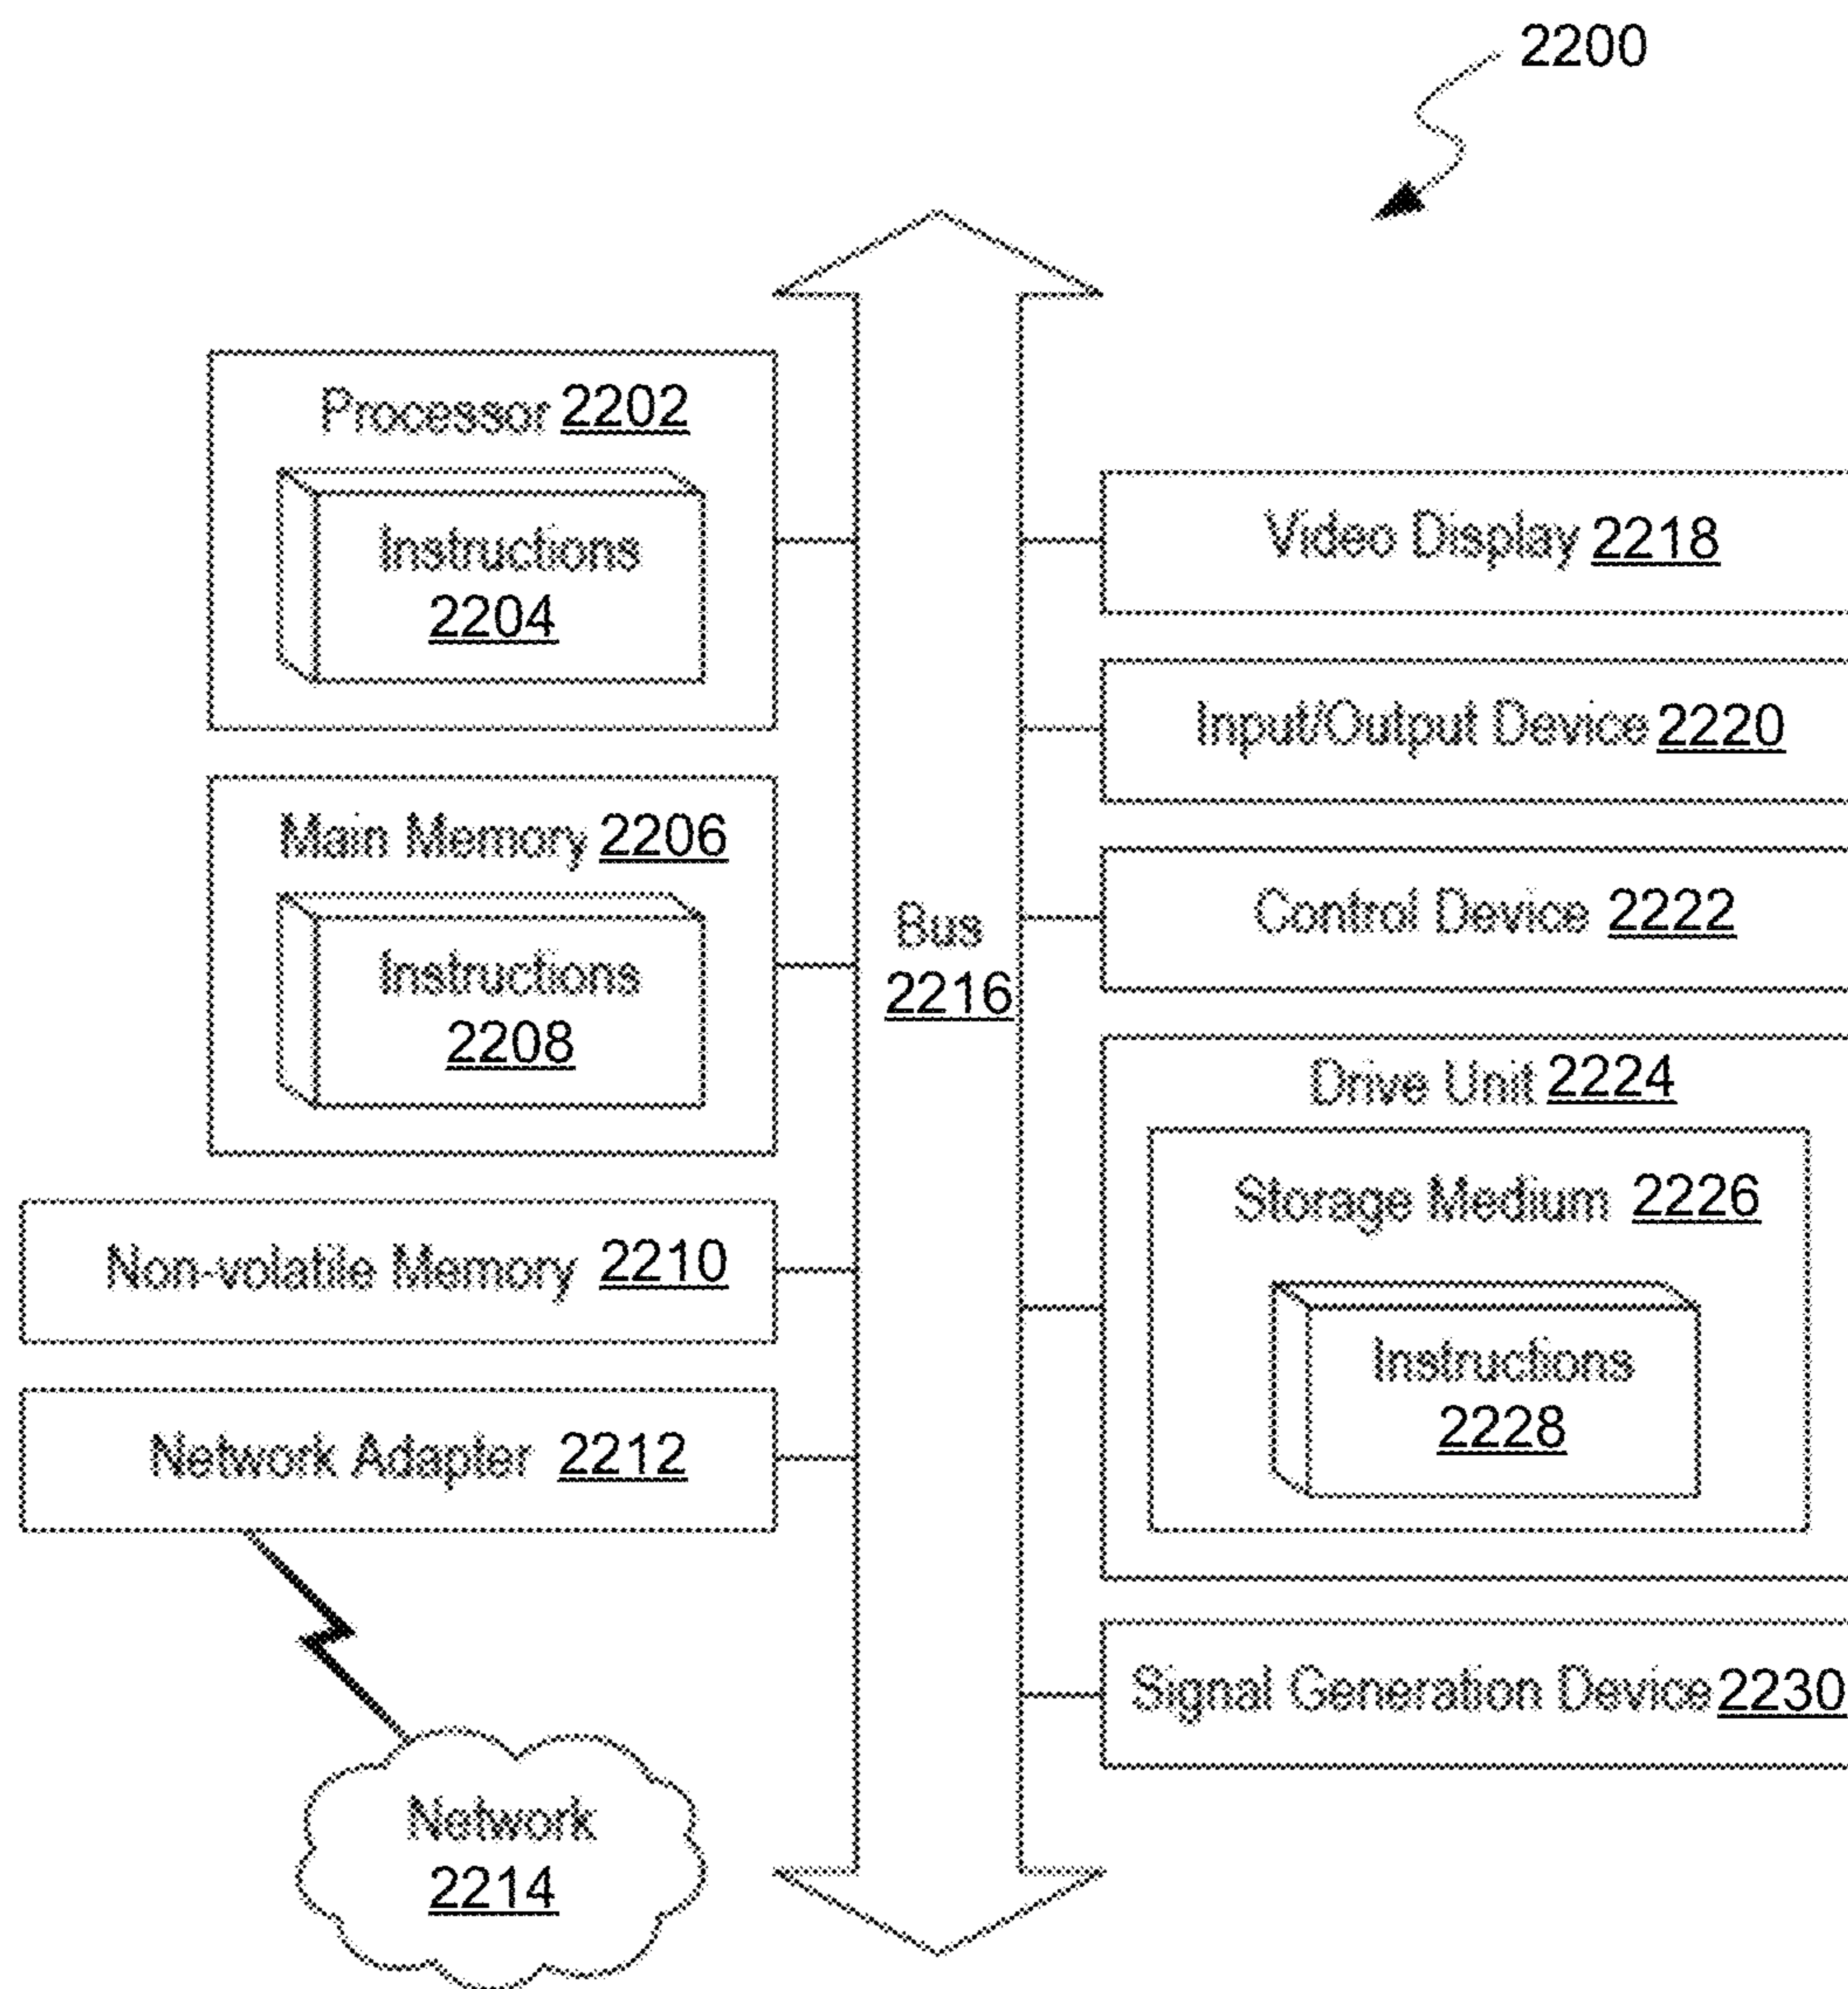 2200
Processor 2202
Instructions
2204
Main Memory 2206
Instructions
2208
Non-volatile Memory 2210
Network Adapter 2212
Network
2214
Bus
2216
Video Display 2218
Input/Output Device 2220
Control Device 2222
Drive Unit 2224
Storage Medium 2226
Instructions
2228
Signal Generation Device 2230